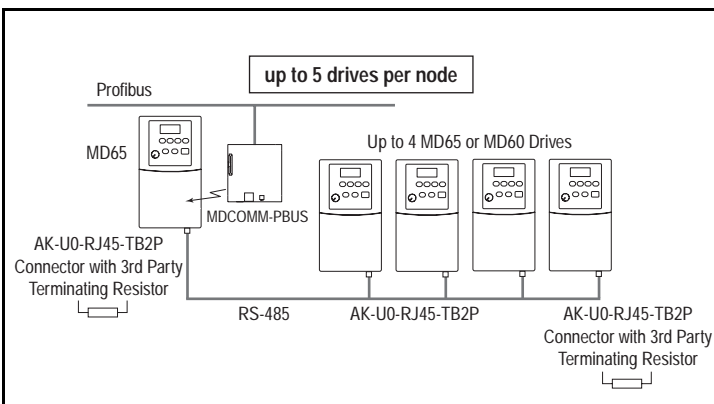 up to 5 drives per node
Profibus
Up to 4 MD65 or MD60 Drives
MD65
MDCOMM-PBUS
AK-U0-RJ45-TB2P
Connector with 3rd Party
Terminating Resistor
RS-485
AK-U0-RJ45-TB2P
AK-U0-RJ45-TB2P
Connector with 3rd Party
Terminating Resistor